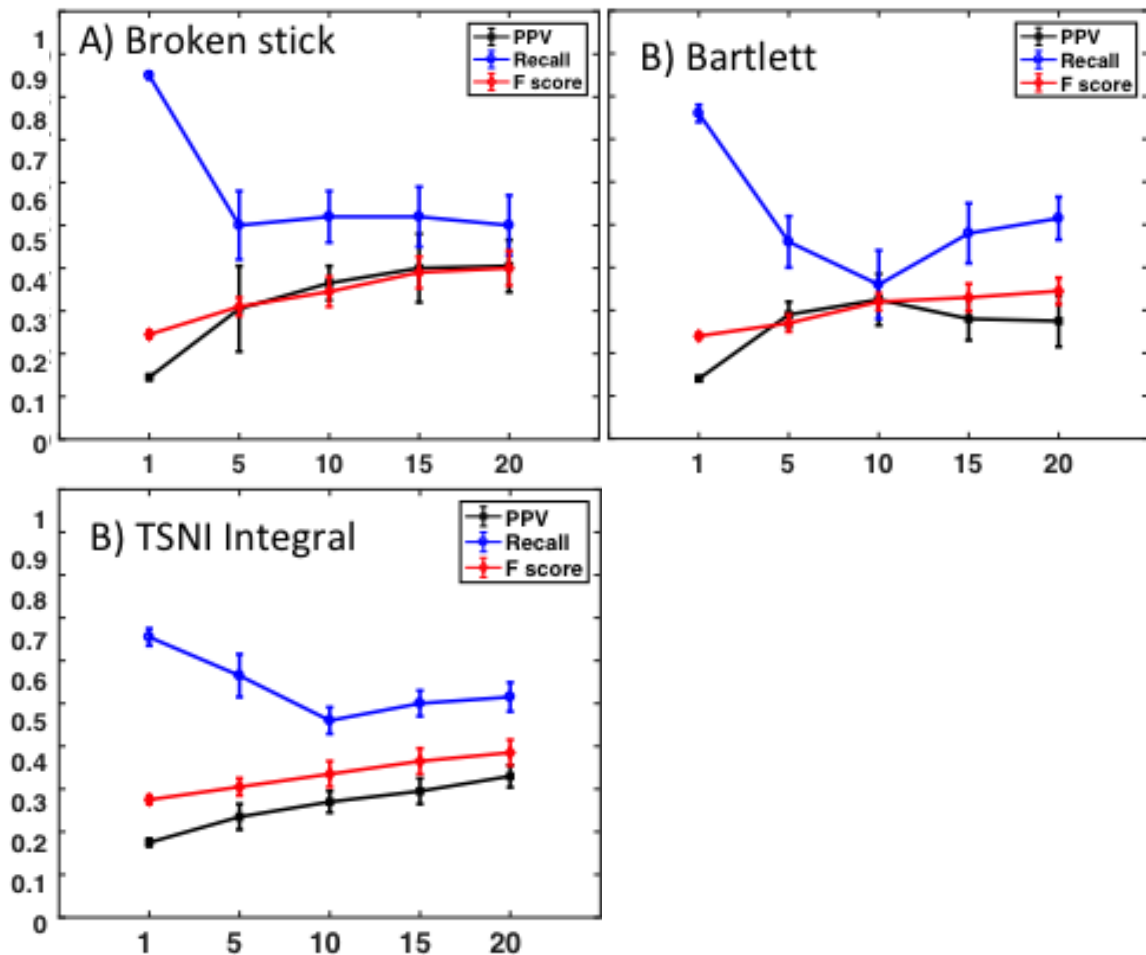 A) Broken stick
PPV
Recall
F score
1
0.9
0.8
0.7
0.6
0.5
0.4
0.3
0.2
0.1
0
1 5 10 15 20
B) Bartlett
PPV
Recall
F score
1 5 10 15 20
B) TSNI Integral
PPV
Recall
F score
1
0.9
0.8
0.7
0.6
0.5
0.4
0.3
0.2
0.1
0
1 5 10 15 20